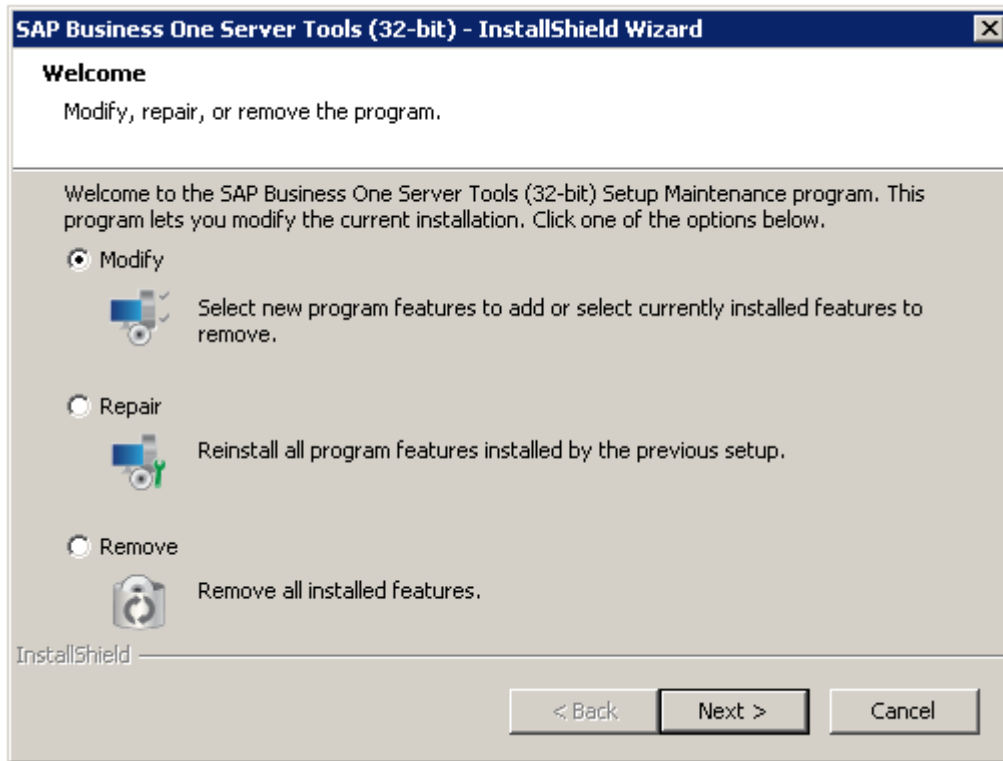 SAP Business One Server Tools (32-bit) - InstallShield Wizard
Welcome
Modify, repair, or remove the program.
Welcome to the SAP Business One Server Tools (32-bit) Setup Maintenance program. This
program lets you modify the current installation. Click one of the options below.
Modify
Select new program features to add or select currently installed features to
remove.
Repair
Reinstall all program features installed by the previous setup.
Remove
Remove all installed features.
InstallShield
< Back
Next >
Cancel